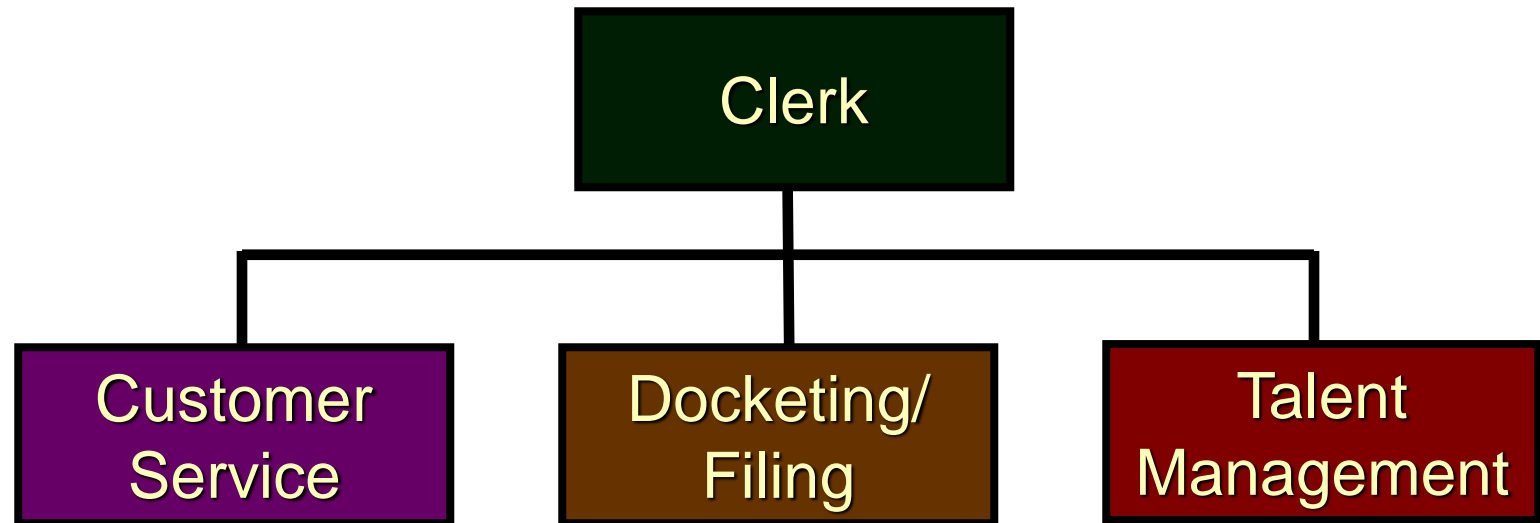 Clerk
Customer
Service
Docketing/
Filing
Talent
Management